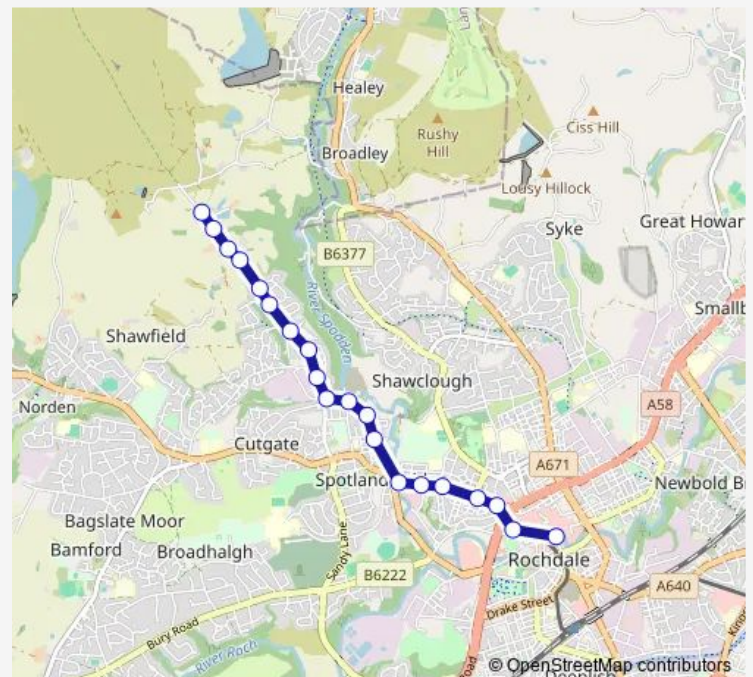 Healey
Rushy
Hill
Ciss Hill
Broadley
Lousy Hillock
Syke
Great Howar
B6377
River Spodden
Smallb
Shawfield
Shawclough
A58
Norden
Cutgate
A671
Spotland
Newbold B
Bagslate Moor
Bamford
Broadhalgh
Sandy Lane
Rochdale
B6222
A640
Drake Street
Bury Road
River Roch
Road
© OpenStreetMap contributors